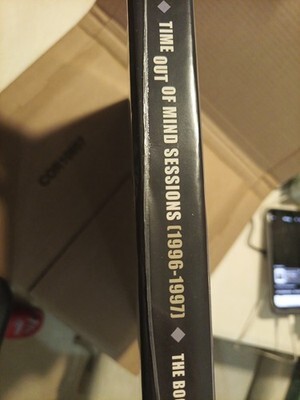 ◆ TIME OUT OF MIND SESSIONS (1996-1997) ◆ THE BO